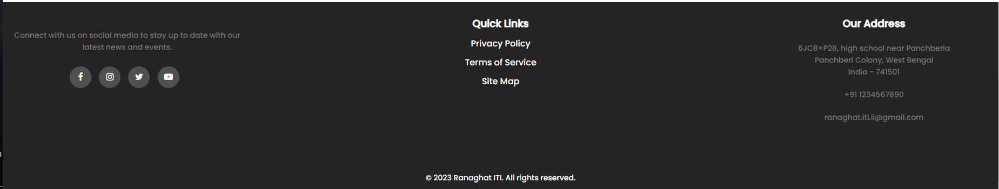 Connect with us on social media to stay up to date with our
latest news and events.
Quick Links
Privacy Policy
Terms of Service
Site Map
Our Address
6JC8+P28, high school near Panchberia
Panchberi Colony, West Bengal
India - 741501
+91 1234567890
ranaghat.iti.ii@gmail.com
© 2023 Ranaghat ITI. All rights reserved.